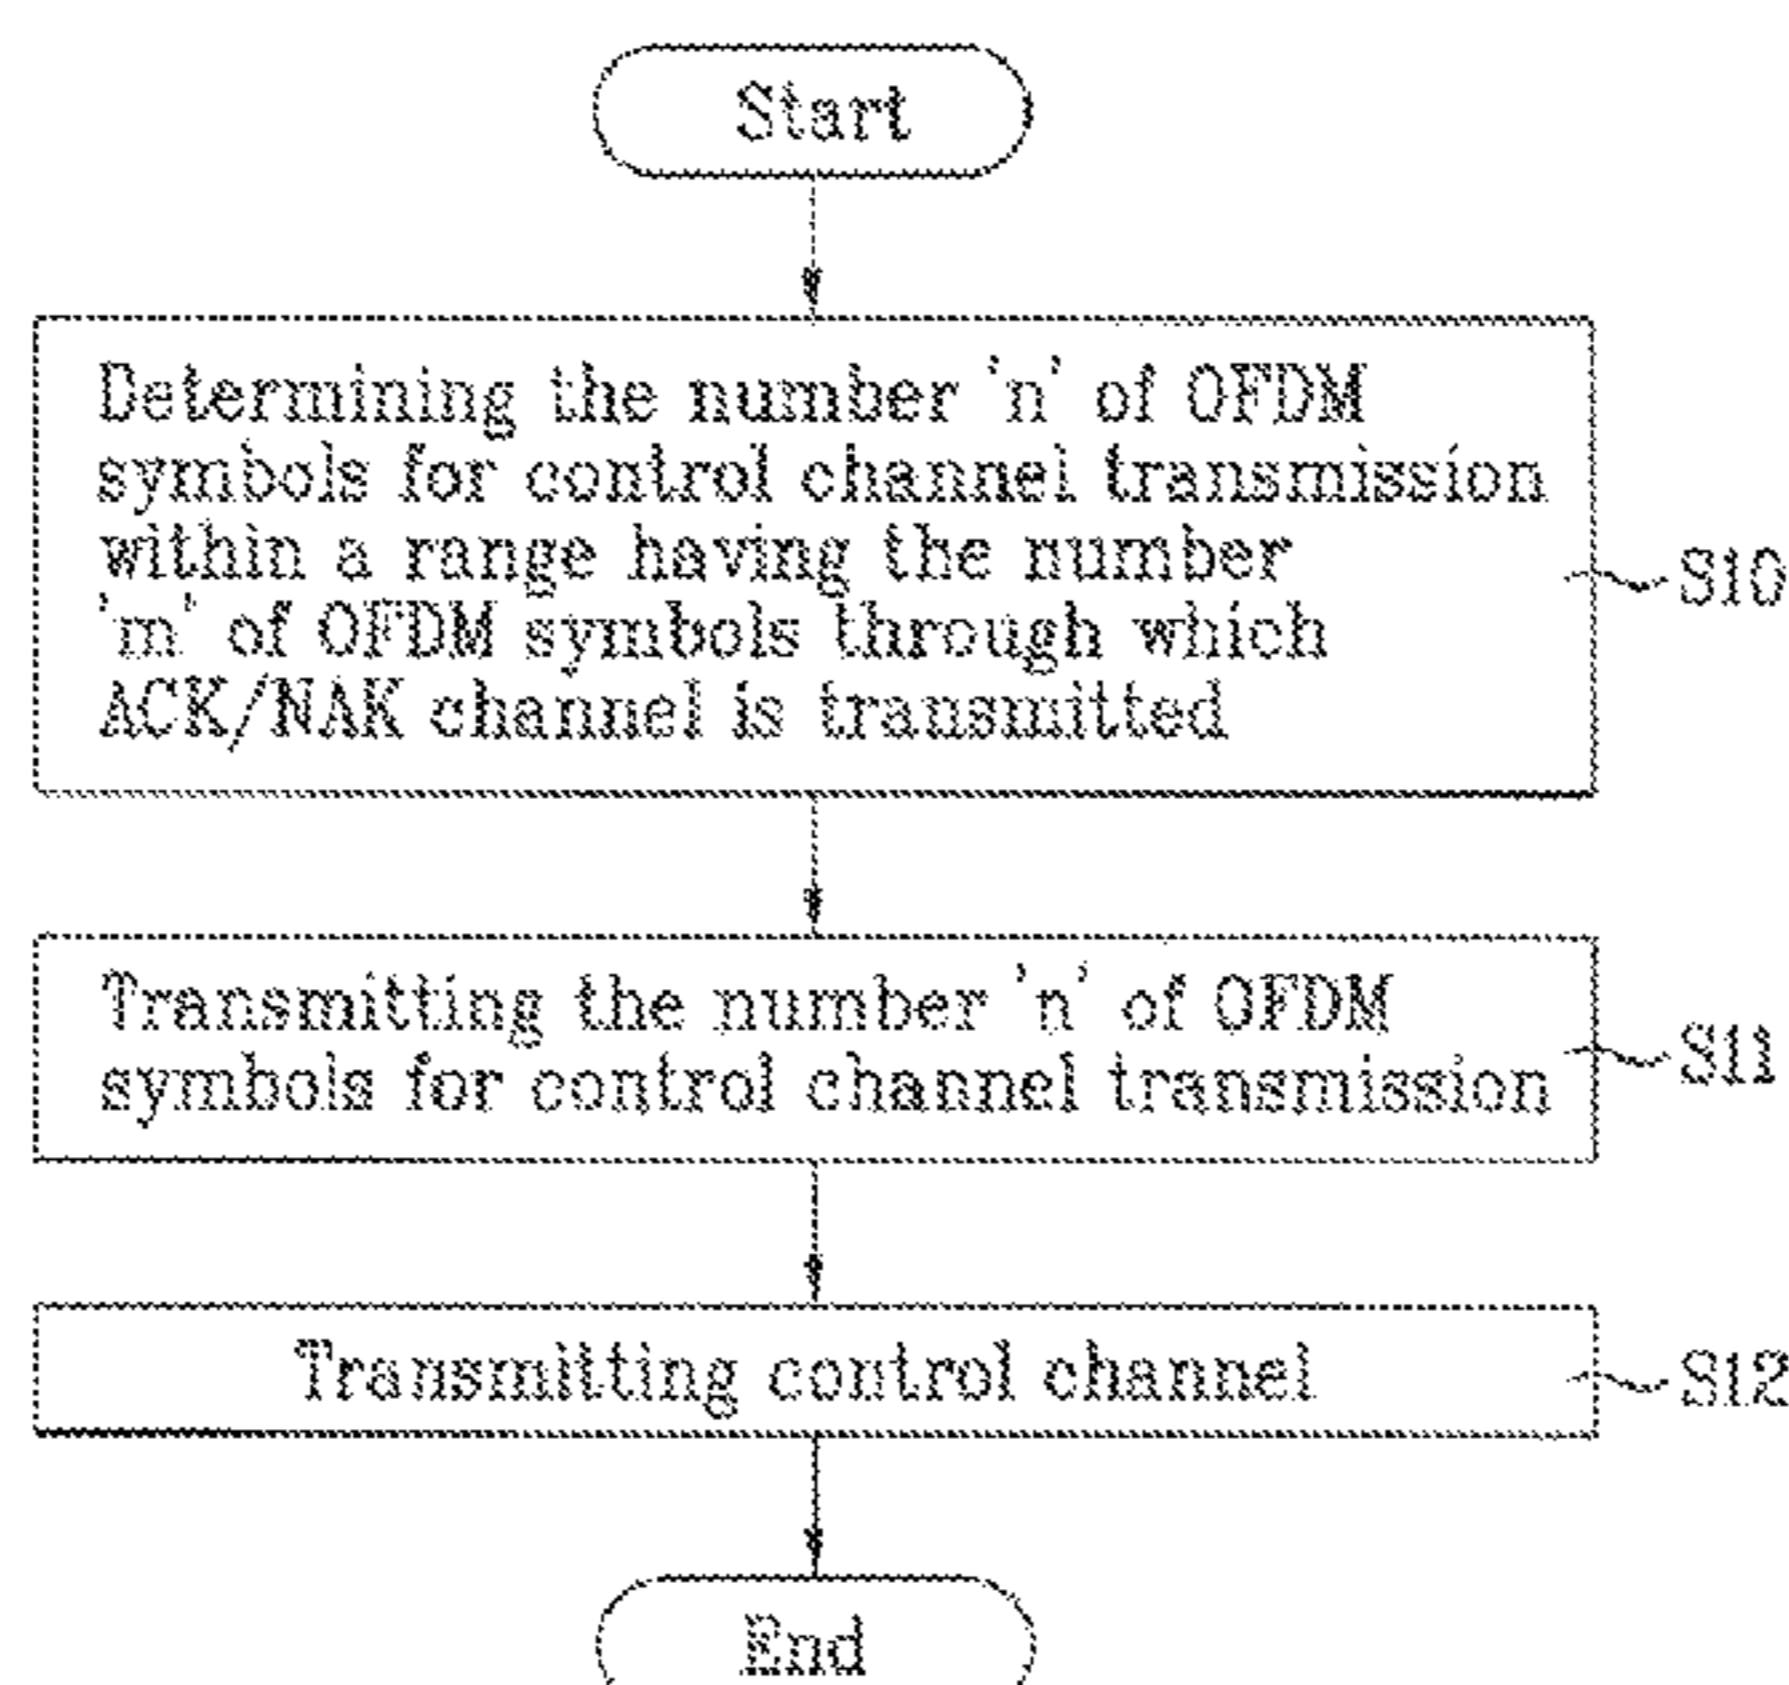 Start
Determining the number 'n' of OFDM
symbols for control channel transmission
within a range having the number
'm' of OFDM symbols through which
ACK/NAK channel is transmitted
S10
Transmitting the number 'n' of OFDM
symbols for control channel transmission
S11
Transmitting control channel
S12
End